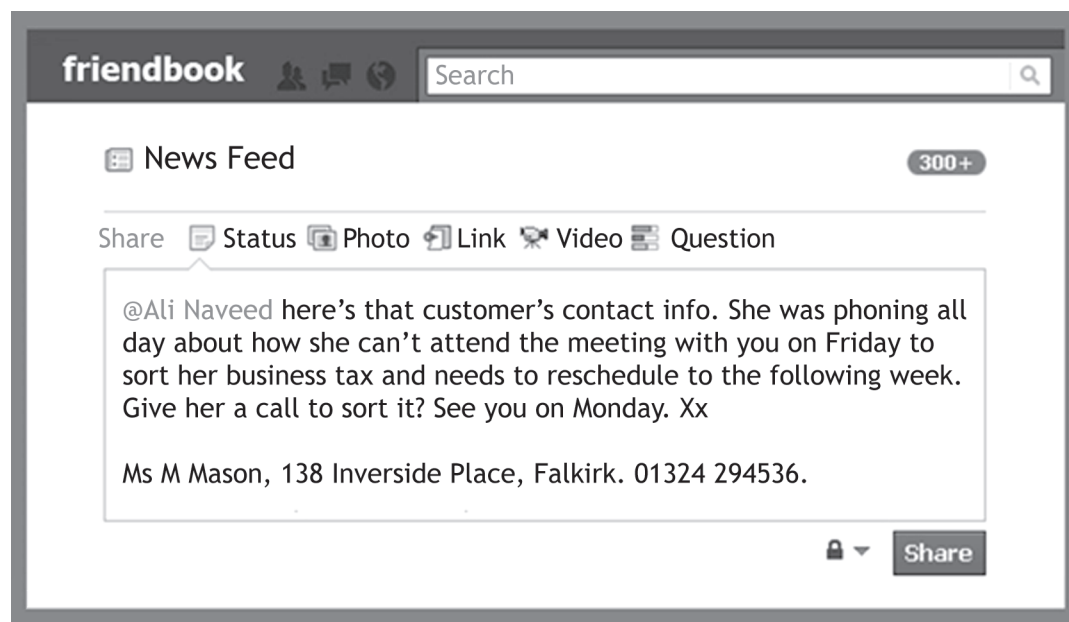 friendbook
Search
News Feed
300+
Share Status Photo Link Video Question
@Ali Naveed here’s that customer’s contact info. She was phoning all
day about how she can’t attend the meeting with you on Friday to
sort her business tax and needs to reschedule to the following week.
Give her a call to sort it? See you on Monday. Xx
Ms M Mason, 138 Inverside Place, Falkirk. 01324 294536.
Share